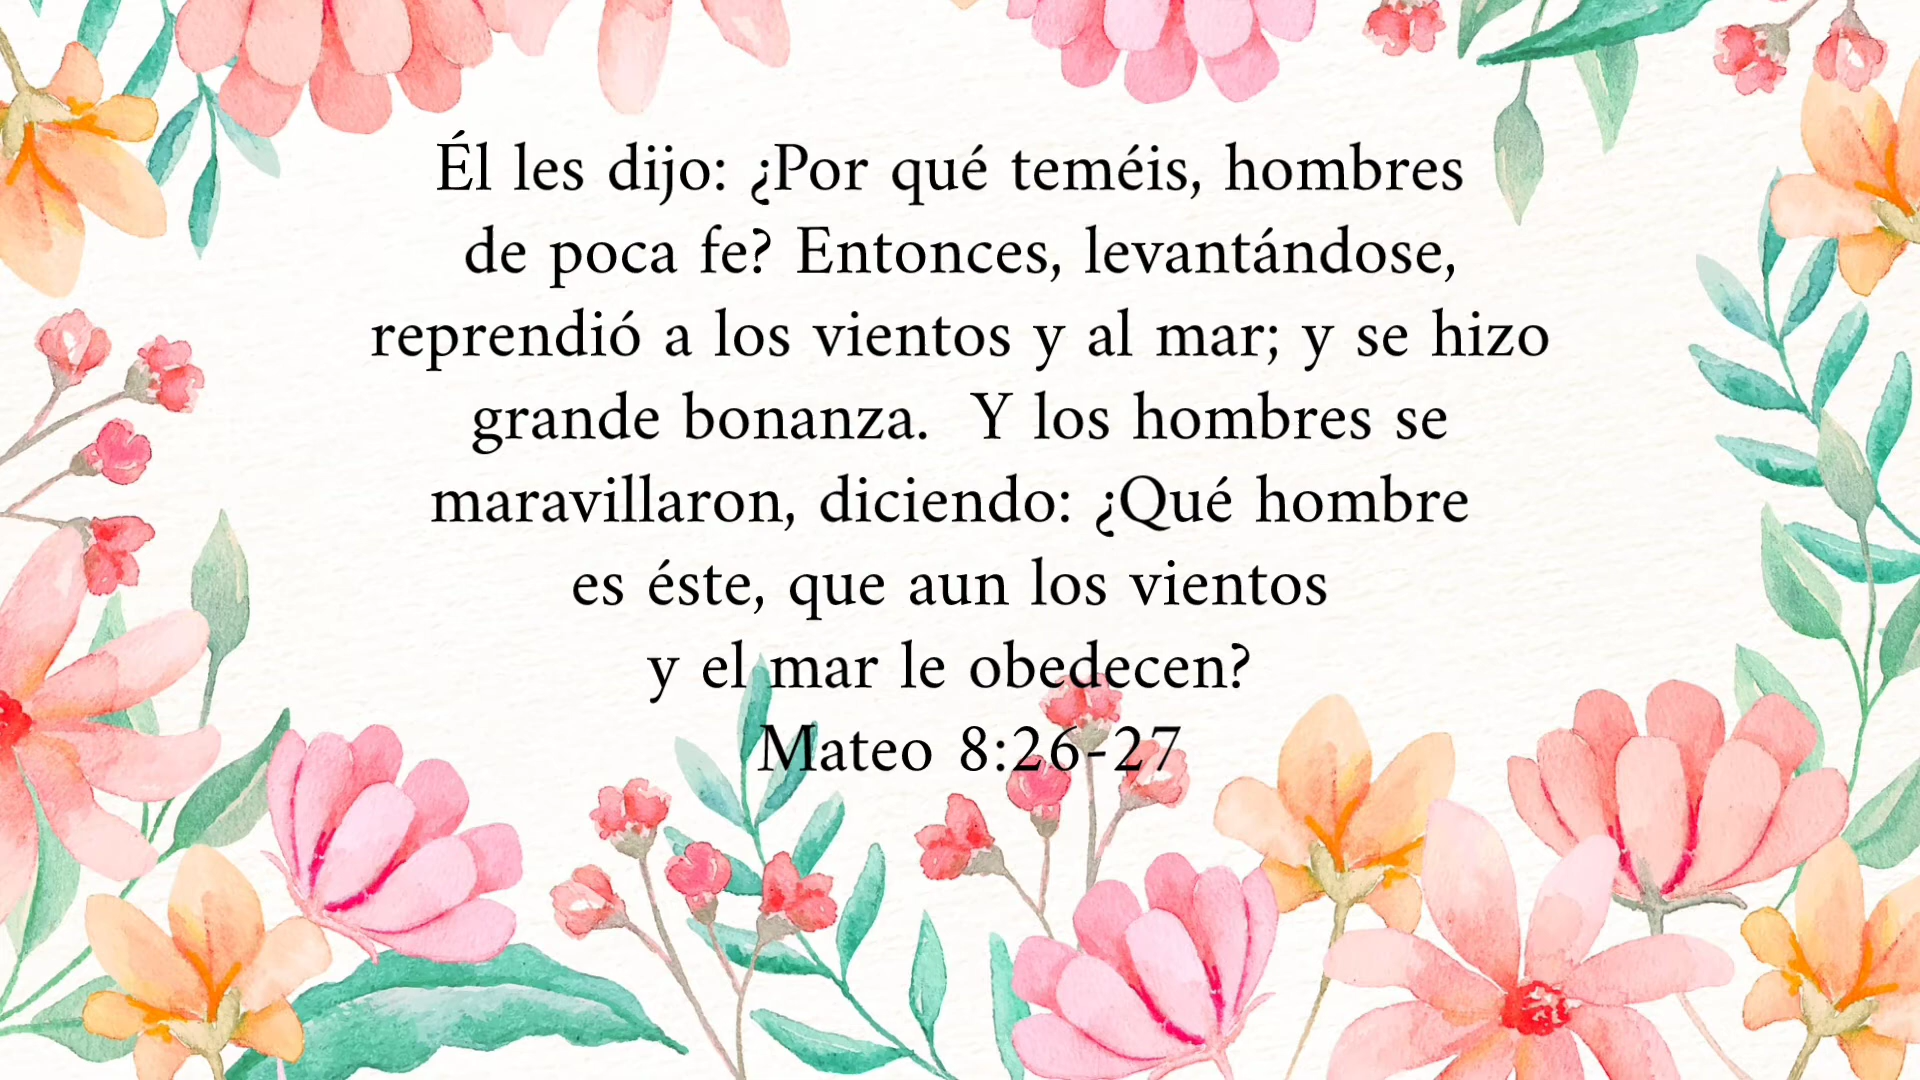 Él les dijo: ¿Por qué teméis, hombres
de poca fe? Entonces, levantándose,
reprendió a los vientos y al mar; y se hizo
grande bonanza.  Y los hombres se
maravillaron, diciendo: ¿Qué hombre
es éste, que aun los vientos
y el mar le obedecen?
Mateo 8:26-27